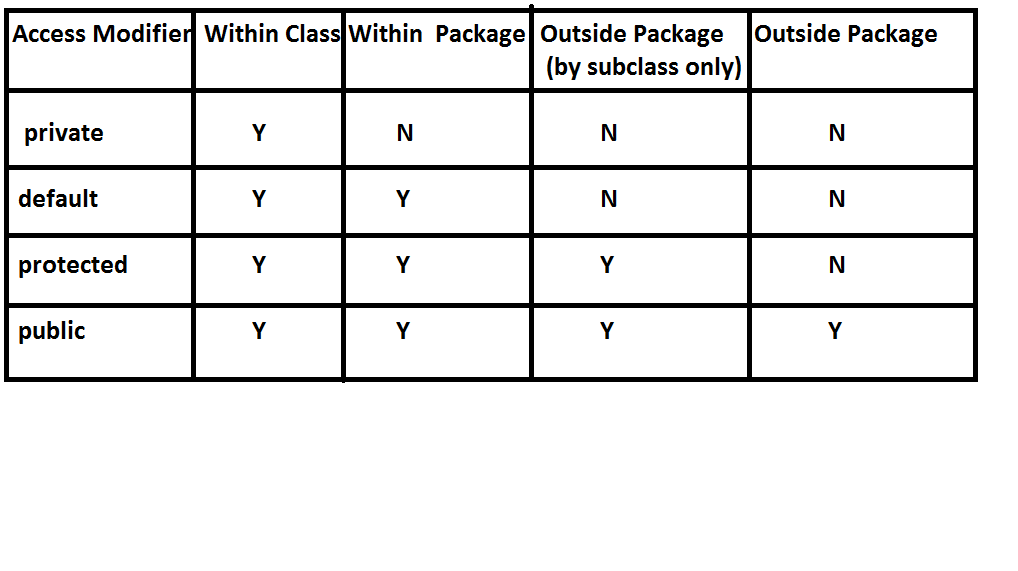 Access Modifier Within Class Within Package Outside Package Outside Package
(by subclass only)
private Y N N N
default Y Y N N
protected Y Y Y N
public Y Y Y Y